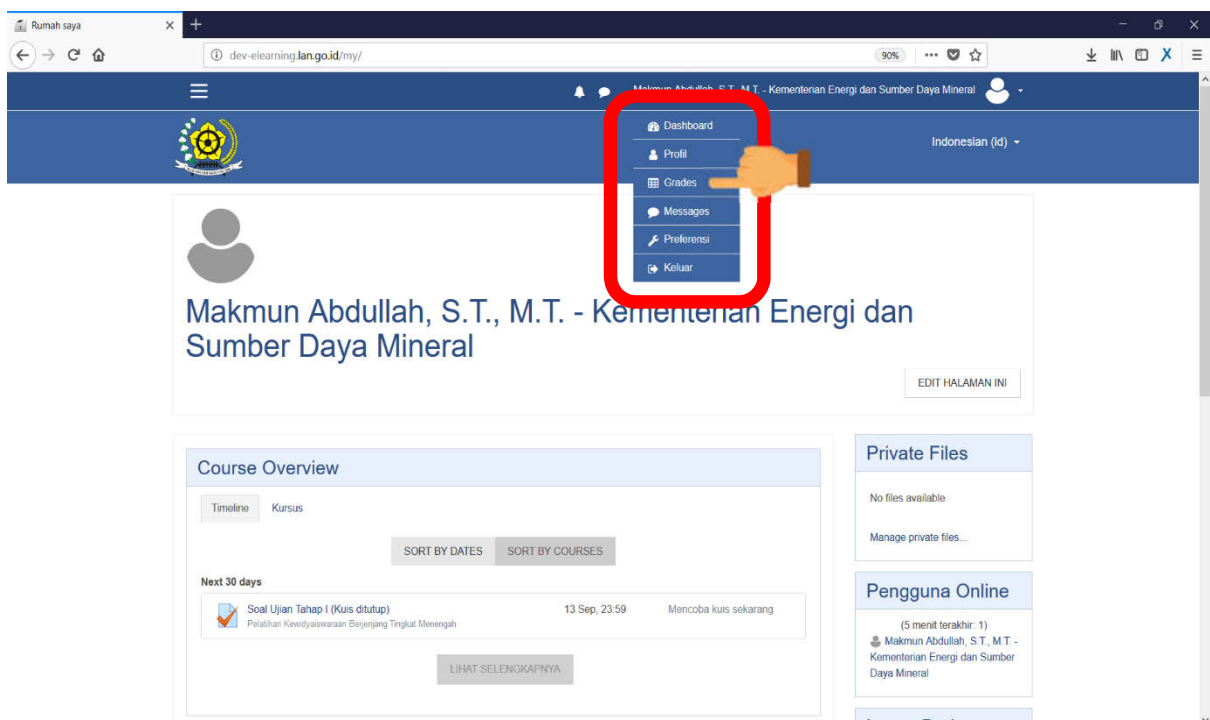 Rumah saya
dev-elearning.lan.go.id/my/
90%
Makmun Abdullah, S.T., M.T. - Kementerian Energi dan Sumber Daya Mineral
Dashboard
Profil
Grades
Messages
Preferensi
Keluar
Indonesian (id)
Makmun Abdullah, S.T., M.T. - Kementerian Energi dan
Sumber Daya Mineral
EDIT HALAMAN INI
Course Overview
Timeline Kursus
SORT BY DATES SORT BY COURSES
Next 30 days
Soal Ujian Tahap I (Kuis ditutup) 13 Sep, 23:59 Mencoba kuis sekarang
Pelatihan Kewidyaiswaraan Berjenjang Tingkat Menengah
LIHAT SELENGKAPNYA
Private Files
No files available
Manage private files...
Pengguna Online
(5 menit terakhir: 1)
Makmun Abdullah, S.T., M.T. -
Kementerian Energi dan Sumber
Daya Mineral